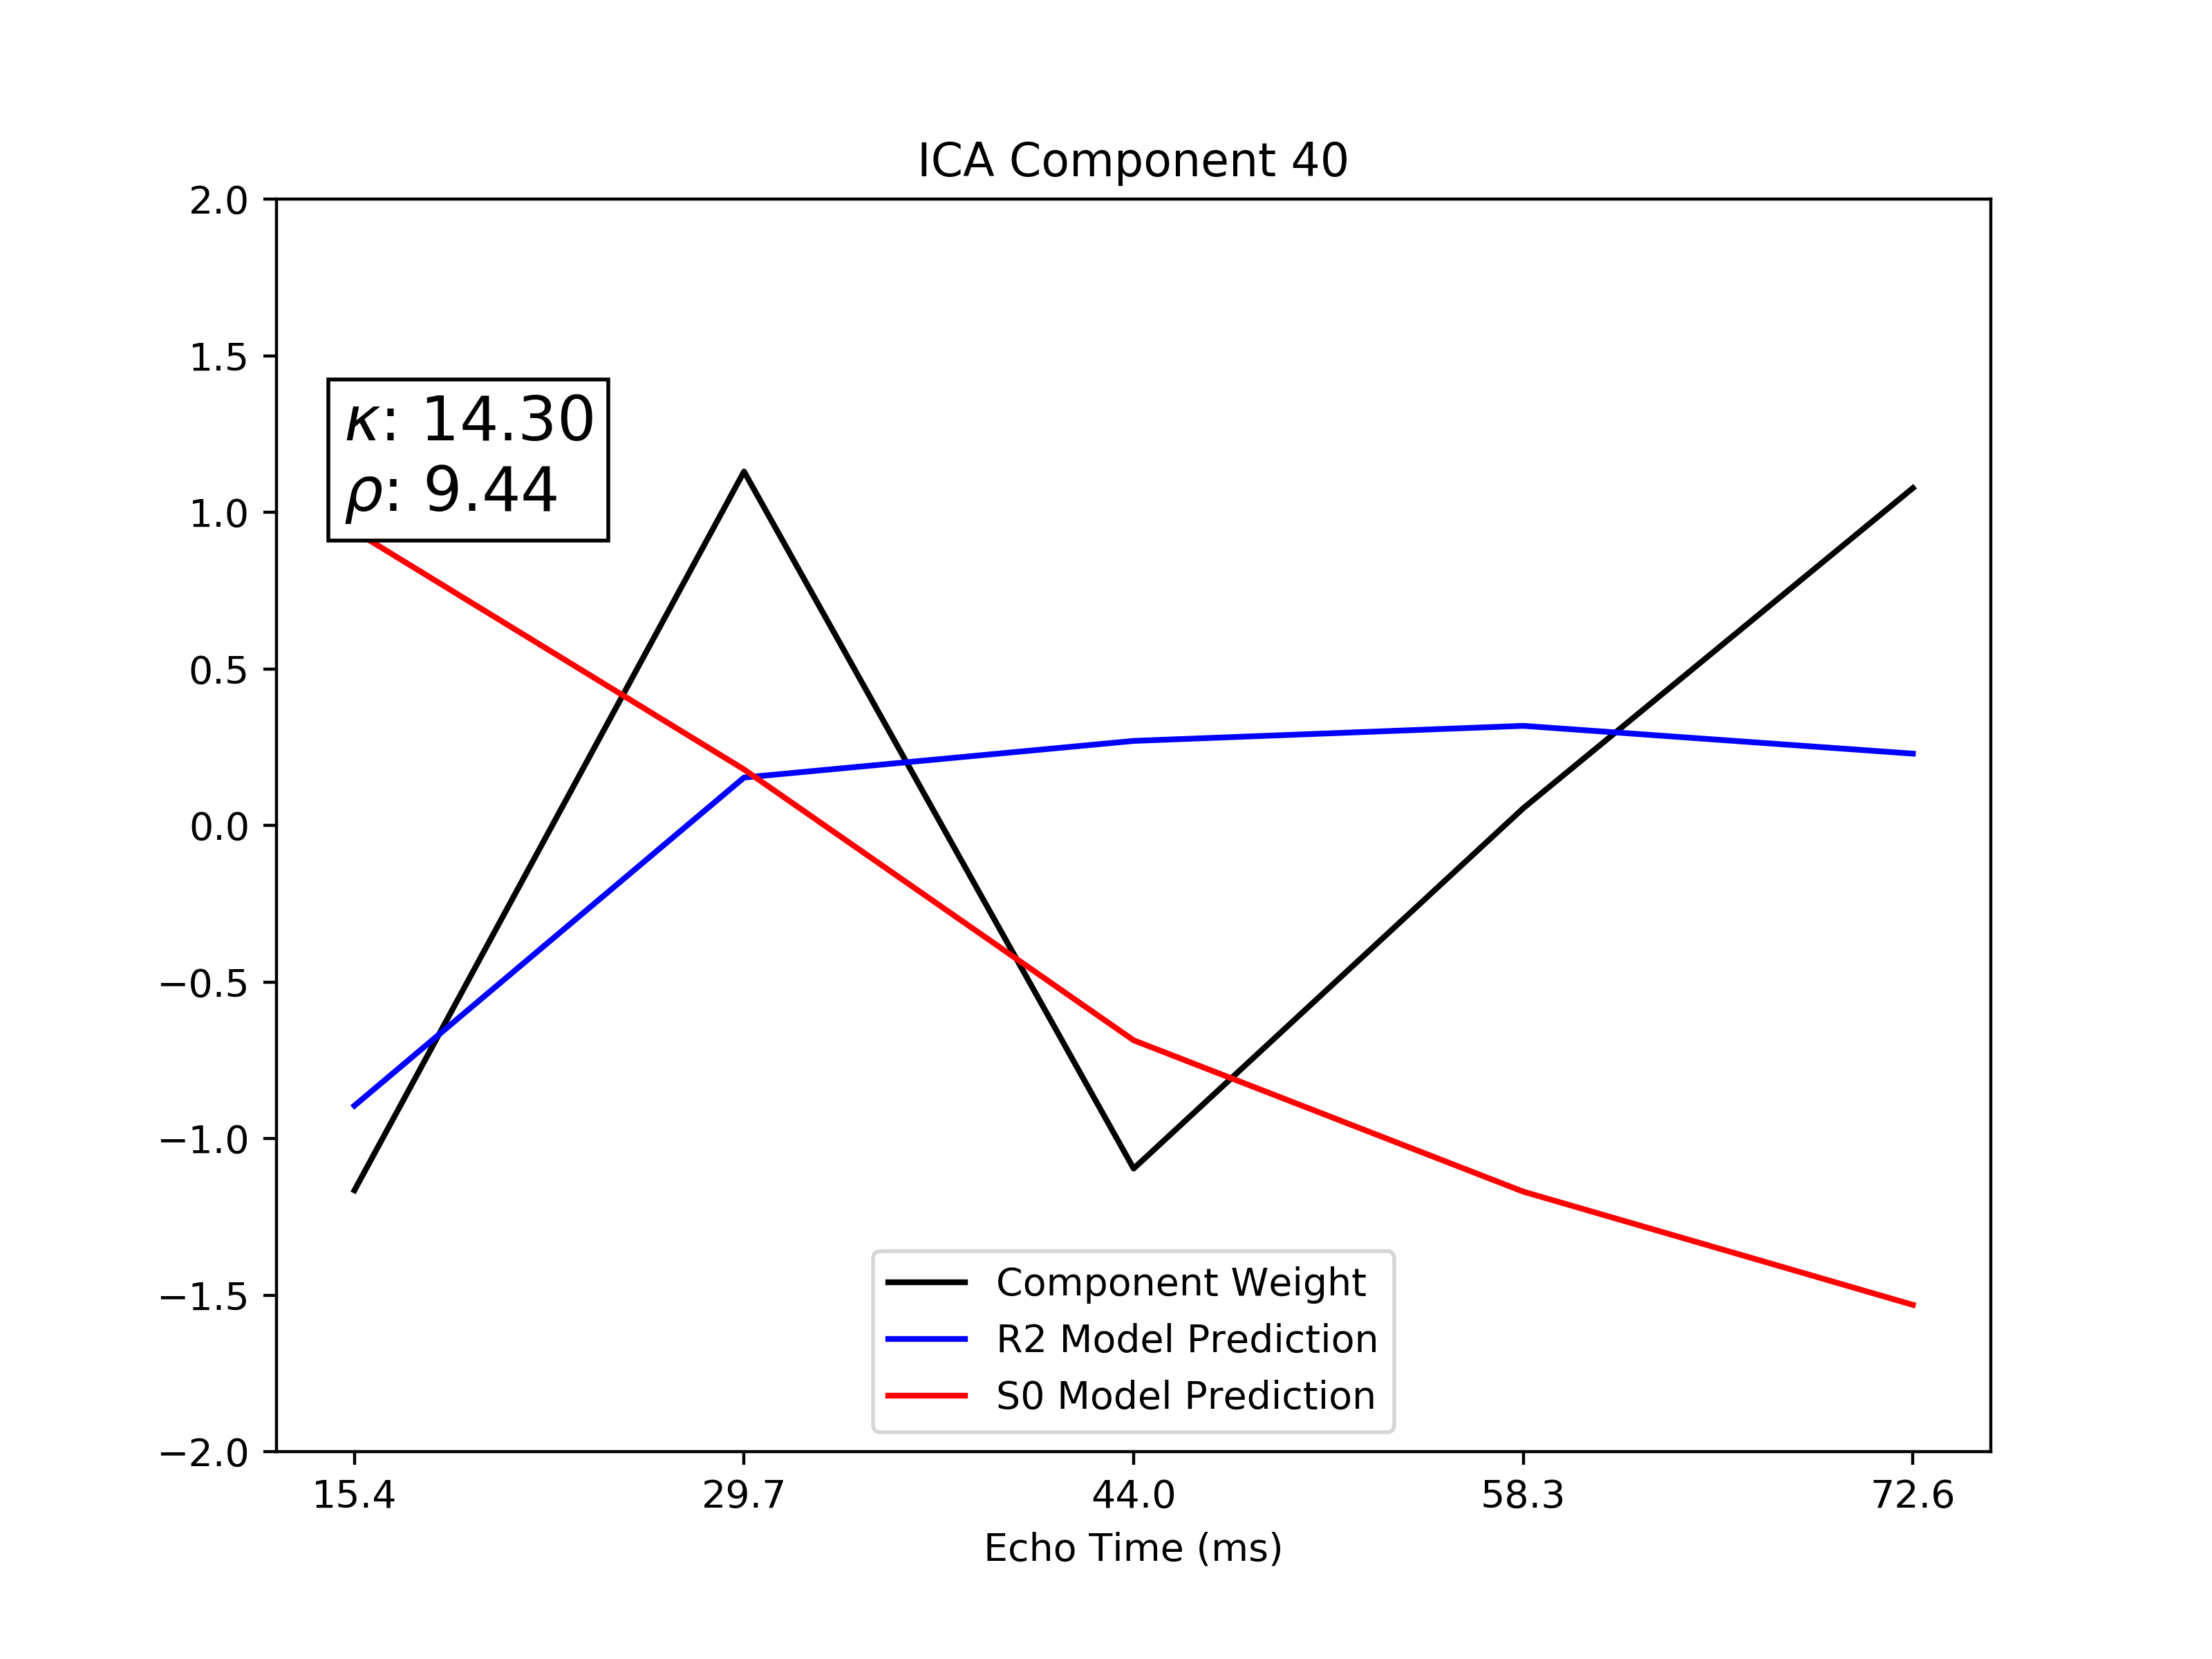 ICA Component 40
2.0
1.5
1.0
0.5
0.0
−0.5
−1.0
−1.5
−2.0
κ: 14.30
ρ: 9.44
Component Weight
R2 Model Prediction
S0 Model Prediction
15.4 29.7 44.0 58.3 72.6
Echo Time (ms)